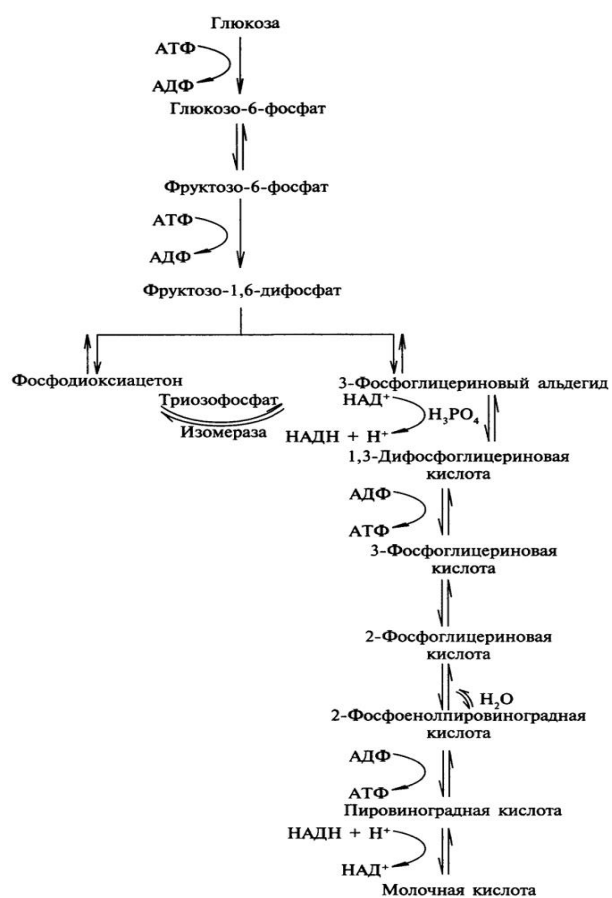 Глюкоза
АТФ
АДФ
Глюкозо-6-фосфат
Фруктозо-6-фосфат
АТФ
АДФ
Фруктозо-1,6-дифосфат
Фосфодиоксиацетон
3-Фосфоглицериновый альдегид
Триозофосфат
Изомераза
НАД⁺
H₃PO₄
НАДН + Н⁺
1,3-Дифосфоглицериновая
кислота
АДФ
АТФ
3-Фосфоглицериновая
кислота
2-Фосфоглицериновая
кислота
H₂O
2-Фосфоенолпировиноградная
кислота
АДФ
АТФ
Пировиноградная кислота
НАДН + Н⁺
НАД⁺
Молочная кислота